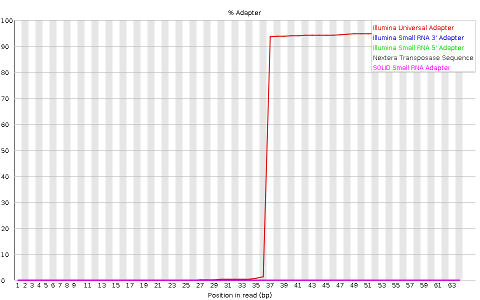 % Adapter
100
90
80
70
60
50
40
30
20
10
0
Illumina Universal Adapter
Illumina Small RNA 3' Adapter
Illumina Small RNA 5' Adapter
Nextera Transposase Sequence
SOLID Small RNA Adapter
1 2 3 4 5 6 7 8 9 11 13 15 17 19 21 23 25 27 29 31 33 35 37 39 41 43 45 47 49 51 53 55 57 59 61 63
Position in read (bp)